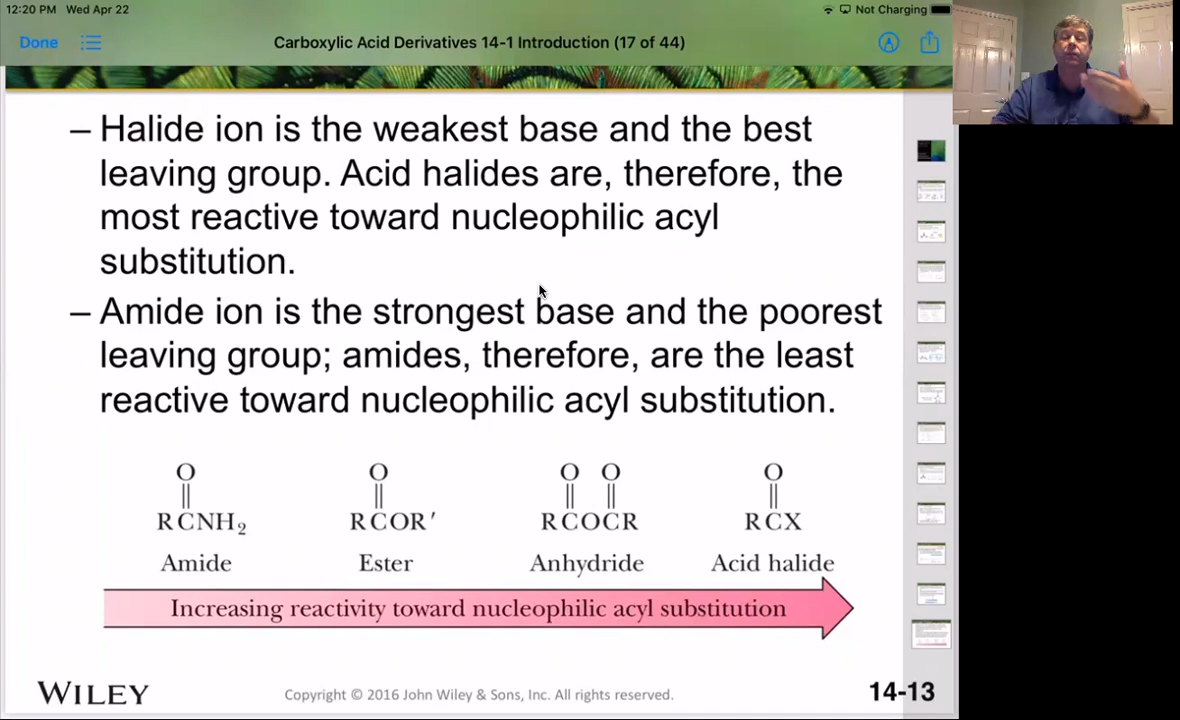 12:20 PM Wed Apr 22
Not Charging
Done
Carboxylic Acid Derivatives 14-1 Introduction (17 of 44)
– Halide ion is the weakest base and the best
leaving group. Acid halides are, therefore, the
most reactive toward nucleophilic acyl
substitution.
– Amide ion is the strongest base and the poorest
leaving group; amides, therefore, are the least
reactive toward nucleophilic acyl substitution.
O O O O O
RCNH₂ RCOR′ RCOCR RCX
Amide Ester Anhydride Acid halide
Increasing reactivity toward nucleophilic acyl substitution
WILEY
Copyright © 2016 John Wiley & Sons, Inc. All rights reserved.
14-13